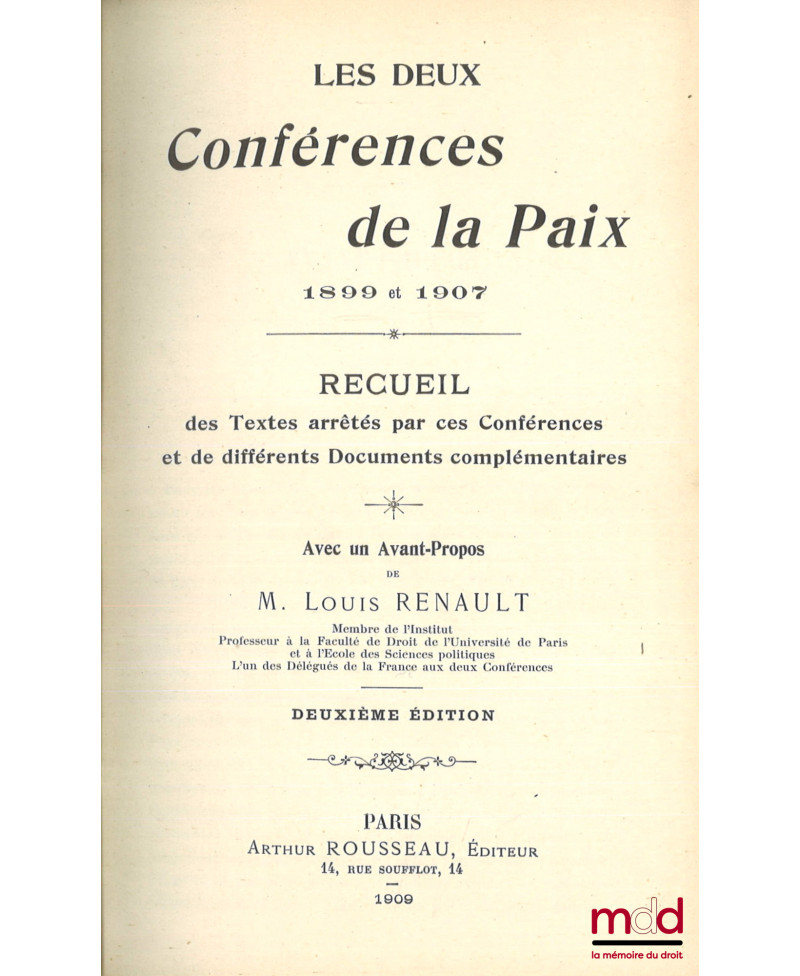 LES DEUX
Conférences
de la Paix
1899 et 1907
RECUEIL
des Textes arrêtés par ces Conférences
et de différents Documents complémentaires
Avec un Avant-Propos
DE
M. LOUIS RENAULT
Membre de l'Institut
Professeur à la Faculté de Droit de l'Université de Paris
et à l'Ecole des Sciences politiques
L'un des Délégués de la France aux deux Conférences
DEUXIÈME ÉDITION
PARIS
ARTHUR ROUSSEAU, ÉDITEUR
14, RUE SOUFFLOT, 14
1909
mdd
la mémoire du droit